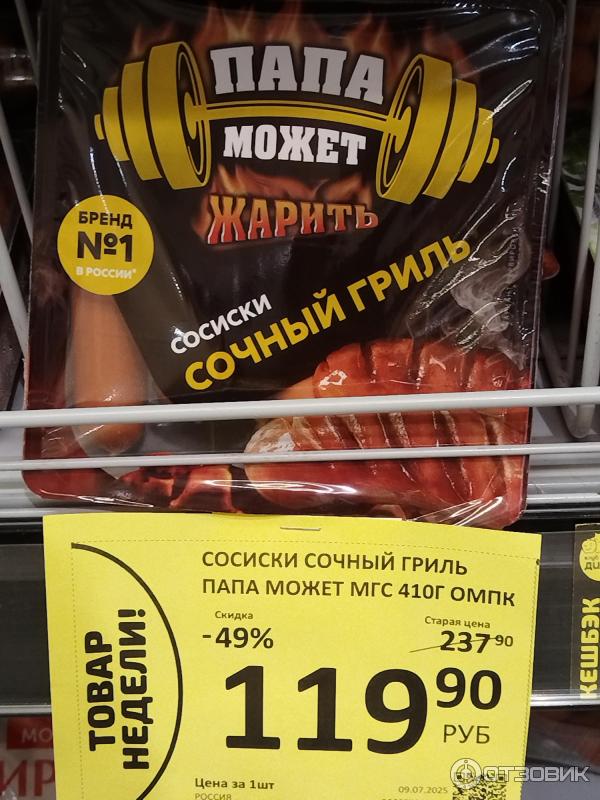 ПАПА
МОЖЕТ
ЖАРИТЬ
БРЕНД
№1
В РОССИИ*
СОСИСКИ
СОЧНЫЙ ГРИЛЬ
СОСИСКИ СОЧНЫЙ ГРИЛЬ
ПАПА МОЖЕТ МГС 410Г ОМПК
ТОВАР
НЕДЕЛИ!
Скидка
-49%
Старая цена
237 90
119 90
РУБ
Цена за 1шт
09.07.2025
РОССИЯ
КЕШБЭК
ОТЗОВИК